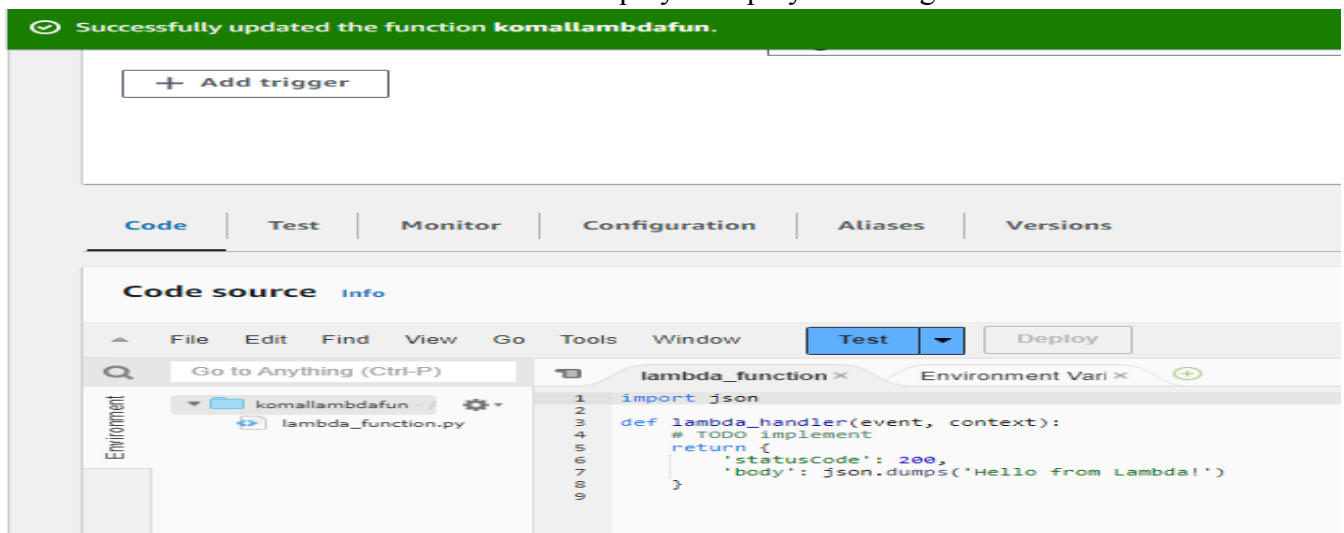 Successfully updated the function komallambdafun.
+ Add trigger
Code Test Monitor Configuration Aliases Versions
Code source Info
File Edit Find View Go Tools Window Test Deploy
Go to Anything (Ctrl-P) lambda_function × Environment Vari ×
Environment
komallambdafun - /
lambda_function.py
1 import json
2
3 def lambda_handler(event, context):
4 # TODO implement
5 return {
6 'statusCode': 200,
7 'body': json.dumps('Hello from Lambda!')
8 }
9